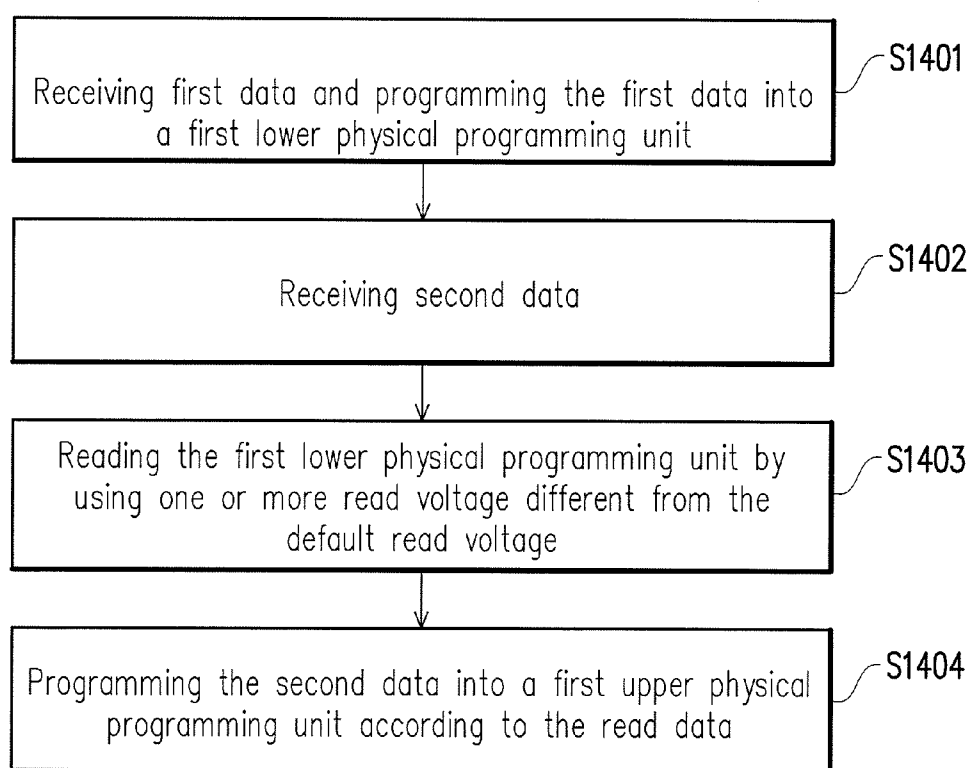 Receiving first data and programming the first data into
a first lower physical programming unit
S1401
Receiving second data
S1402
Reading the first lower physical programming unit by
using one or more read voltage different from the
default read voltage
S1403
Programming the second data into a first upper physical
programming unit according to the read data
S1404